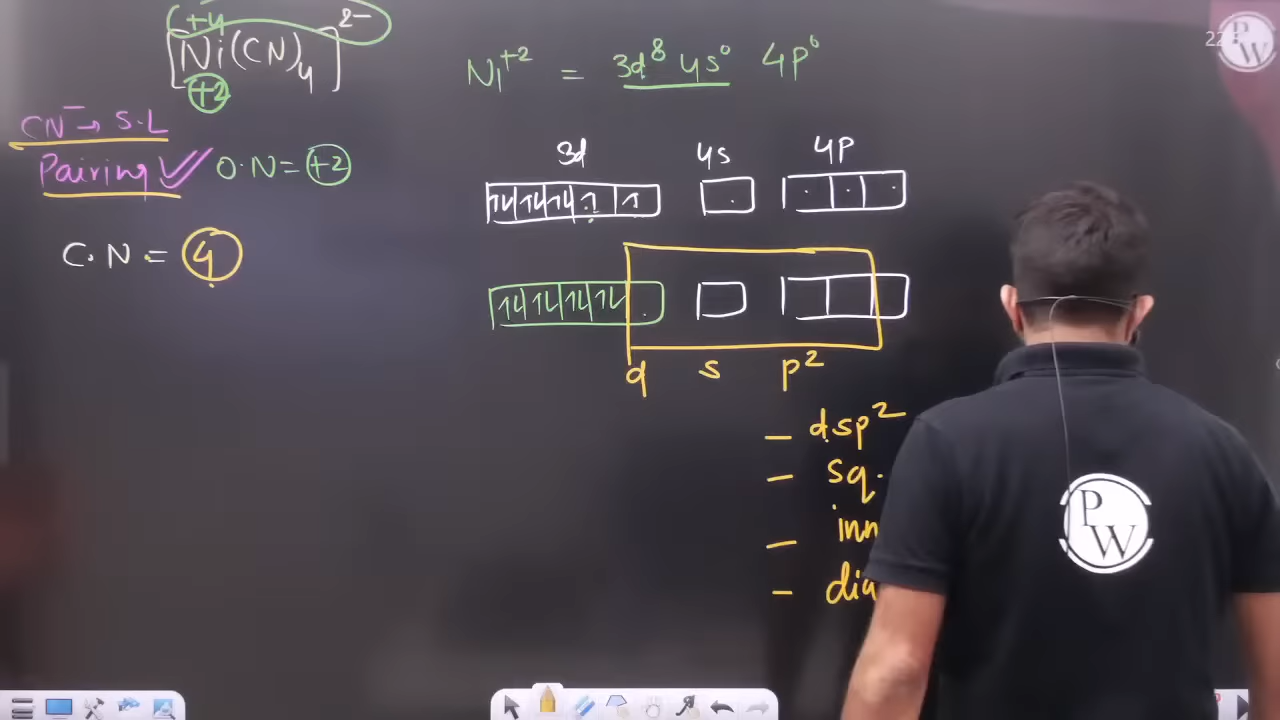 +4
[Ni(CN)₄]²⁻
+2
CN⁻ → S.L
Pairing ✓ O.N = +2
C.N = 4
Ni⁺² = 3d⁸ 4s⁰ 4p⁰
3d 4s 4p
d s p²
- dsp²
- sq.
- inn
- dia
PW
PW